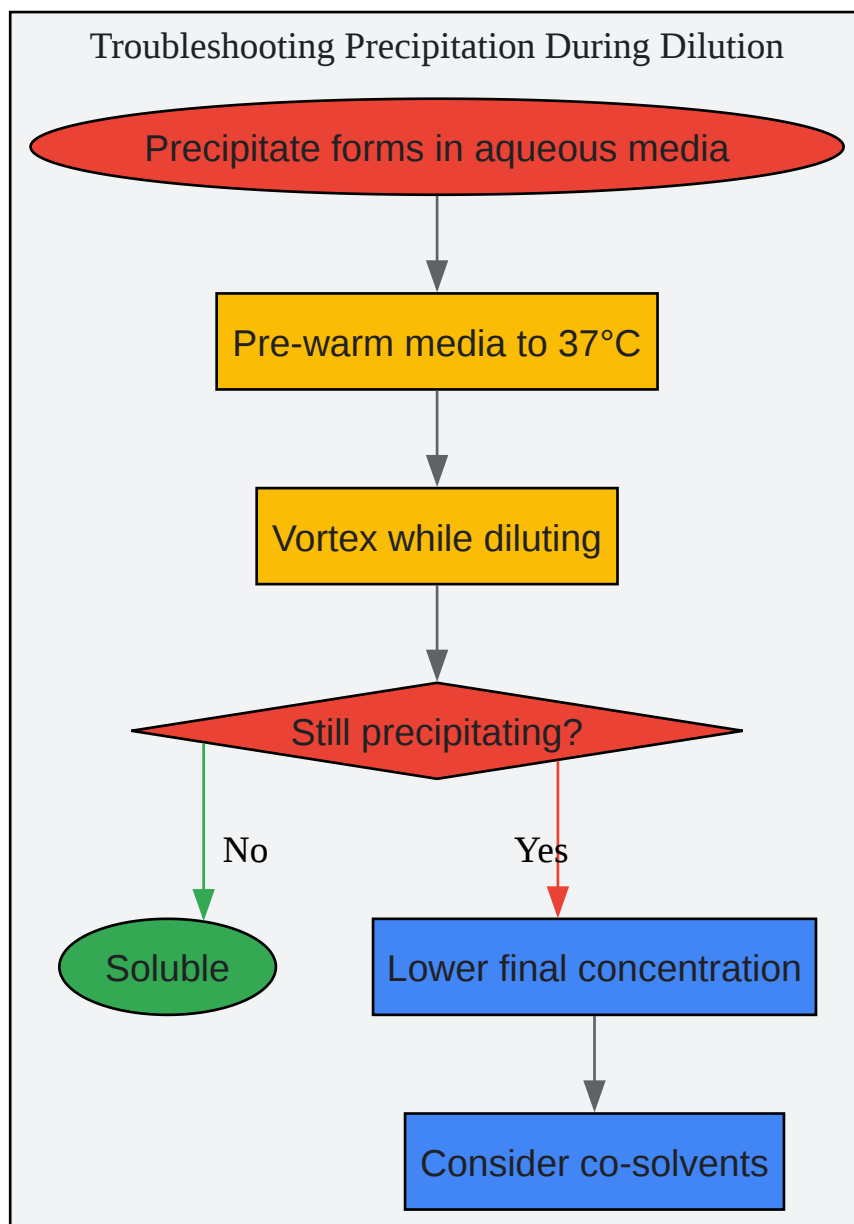 Troubleshooting Precipitation During Dilution
Precipitate forms in aqueous media
Pre-warm media to 37°C
Vortex while diluting
Still precipitating?
No
Yes
Soluble
Lower final concentration
Consider co-solvents